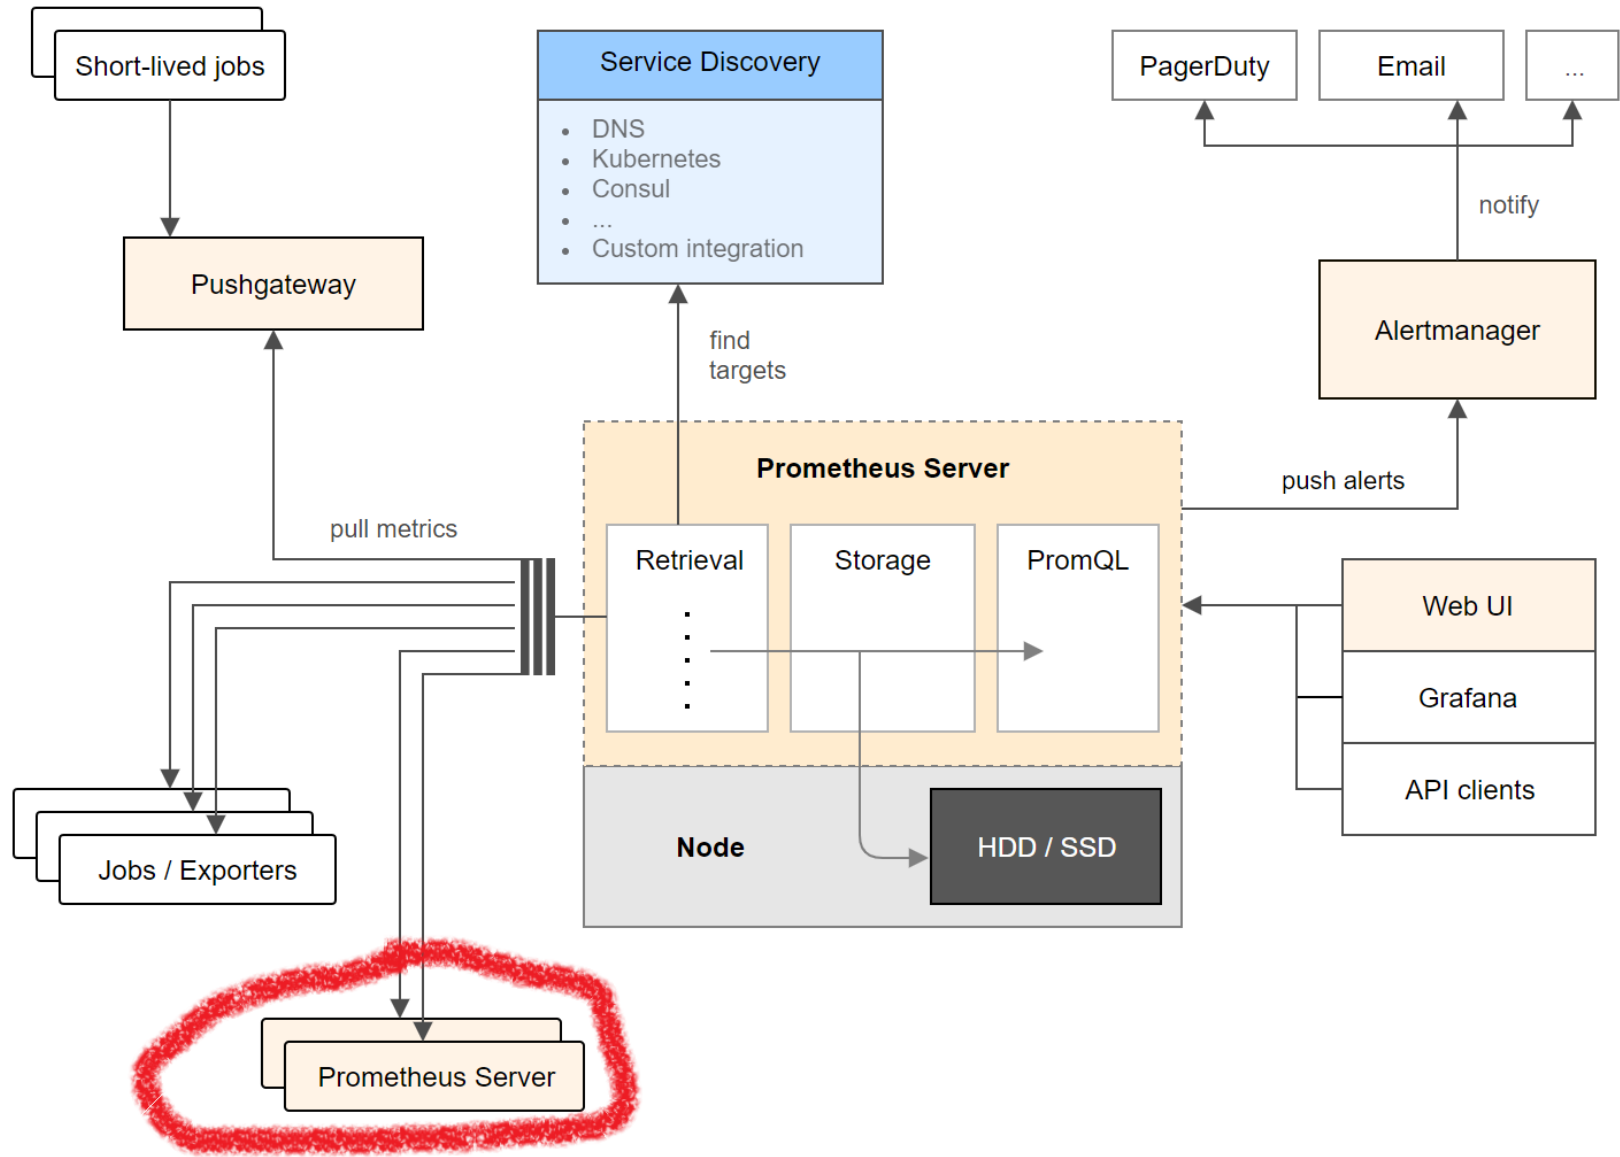 Short-lived jobs
Service Discovery
PagerDuty
Email
...
DNS
Kubernetes
Consul
...
Custom integration
notify
Pushgateway
Alertmanager
find
targets
Prometheus Server
push alerts
pull metrics
Retrieval
Storage
PromQL
Web UI
Grafana
API clients
Node
HDD / SSD
Jobs / Exporters
Prometheus Server